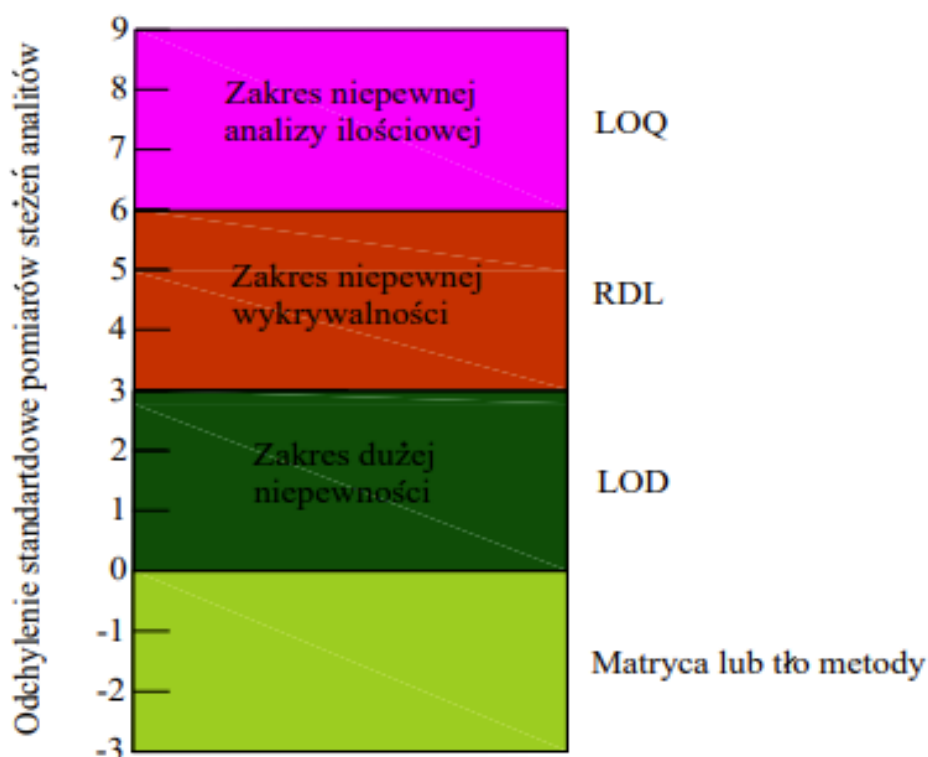 Odchylenie standartdowe pomiarów steżeń analitów
9
8
7
6
5
4
3
2
1
0
-1
-2
-3
Zakres niepewnej
analizy ilościowej
LOQ
Zakres niepewnej
wykrywalności
RDL
Zakres dużej
niepewności
LOD
Matryca lub tło metody